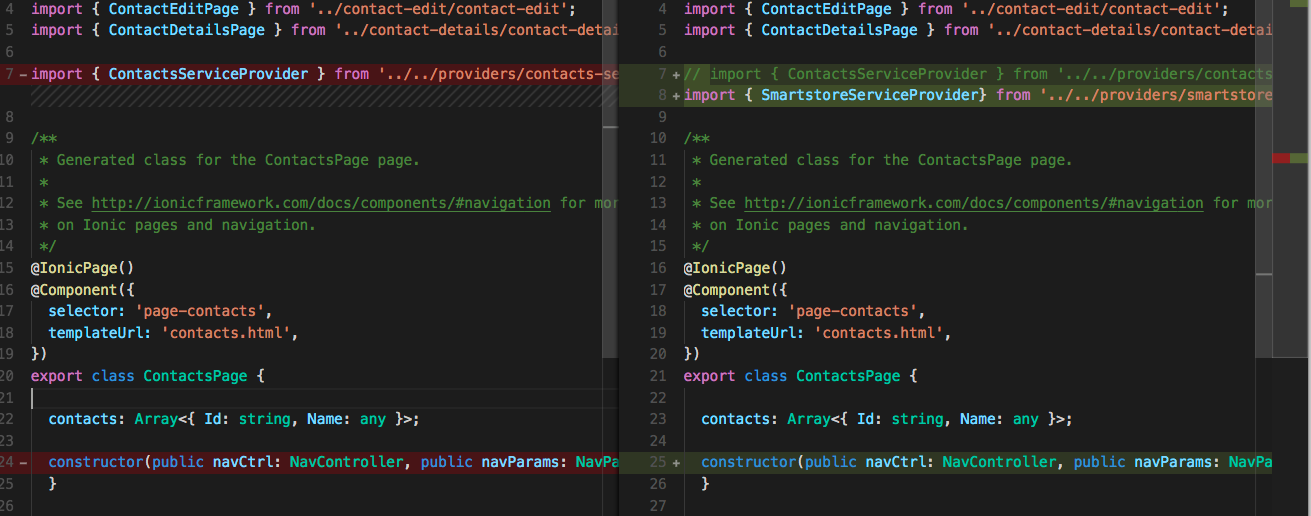 4 import { ContactEditPage } from '../contact-edit/contact-edit';
5 import { ContactDetailsPage } from '../contact-details/contact-detai
6
7 – import { ContactsServiceProvider } from '../../providers/contacts-se
8
9 /**
10 * Generated class for the ContactsPage page.
11 *
12 * See http://ionicframework.com/docs/components/#navigation for mor
13 * on Ionic pages and navigation.
14 */
15 @IonicPage()
16 @Component({
17 selector: 'page-contacts',
18 templateUrl: 'contacts.html',
19 })
20 export class ContactsPage {
21
22 contacts: Array<{ Id: string, Name: any }>;
23
24 – constructor(public navCtrl: NavController, public navParams: NavPa
25 }
26
4 import { ContactEditPage } from '../contact-edit/contact-edit';
5 import { ContactDetailsPage } from '../contact-details/contact-detai
6
7 + // import { ContactsServiceProvider } from '../../providers/contacts
8 + import { SmartstoreServiceProvider} from '../../providers/smartstore
9
10 /**
11 * Generated class for the ContactsPage page.
12 *
13 * See http://ionicframework.com/docs/components/#navigation for mor
14 * on Ionic pages and navigation.
15 */
16 @IonicPage()
17 @Component({
18 selector: 'page-contacts',
19 templateUrl: 'contacts.html',
20 })
21 export class ContactsPage {
22
23 contacts: Array<{ Id: string, Name: any }>;
24
25 + constructor(public navCtrl: NavController, public navParams: NavPa
26 }
27